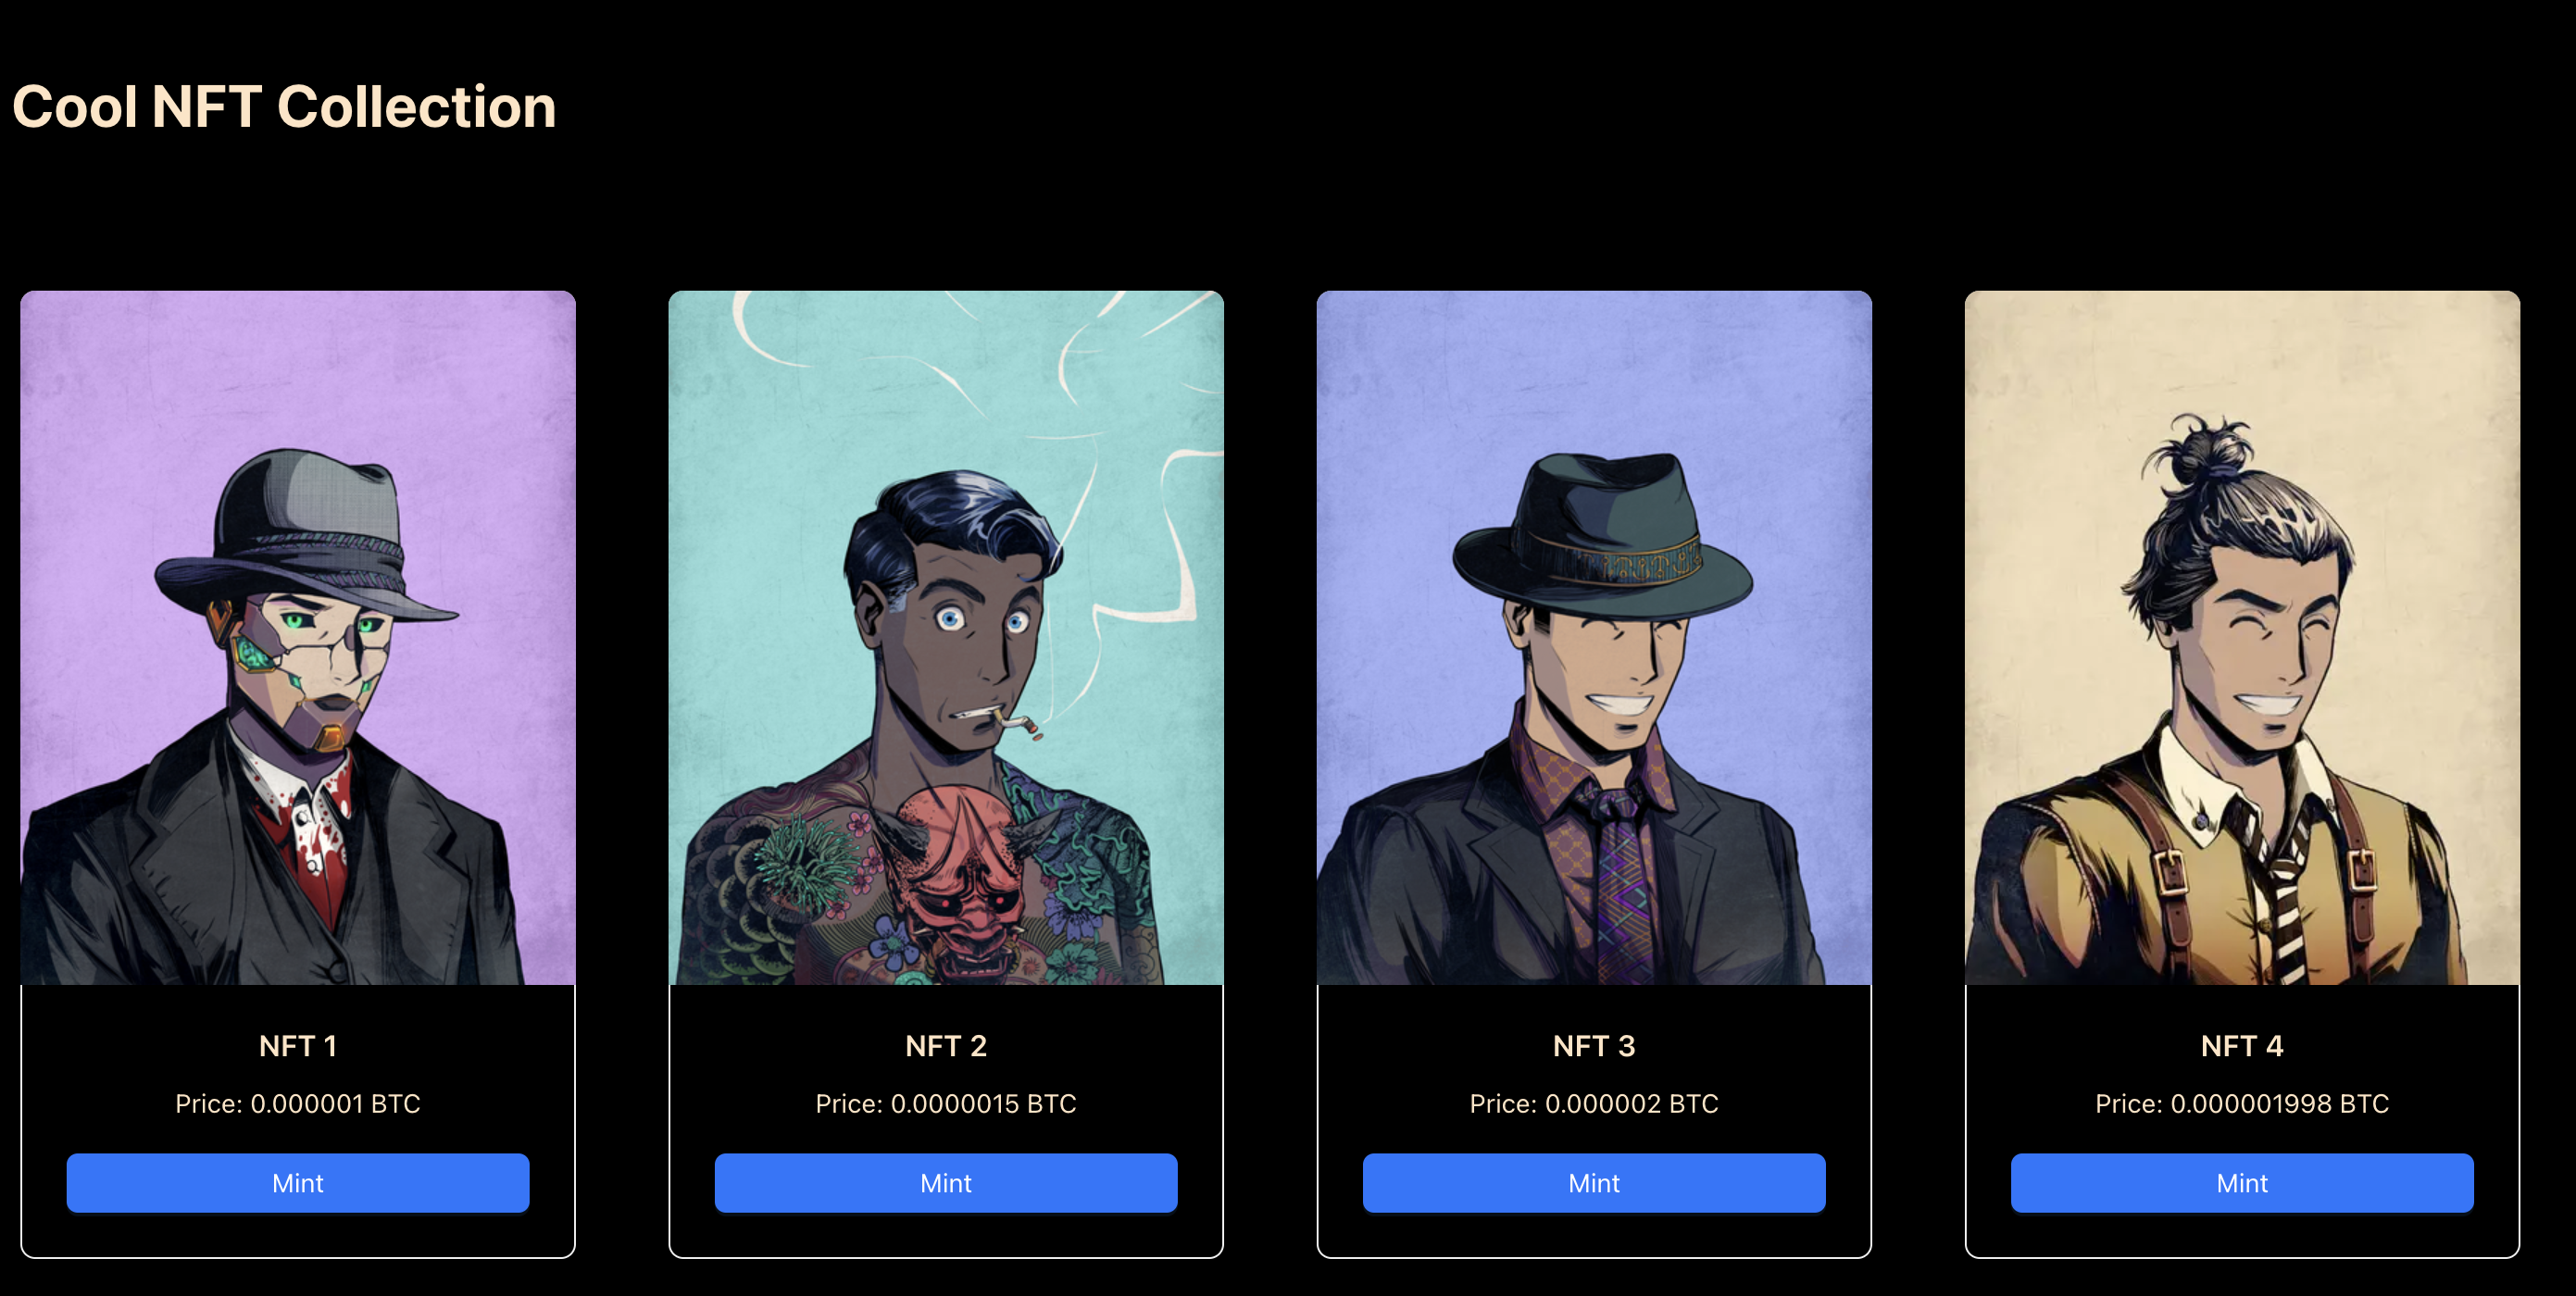 Cool NFT Collection
NFT 1
Price: 0.000001 BTC
Mint
NFT 2
Price: 0.0000015 BTC
Mint
NFT 3
Price: 0.000002 BTC
Mint
NFT 4
Price: 0.000001998 BTC
Mint